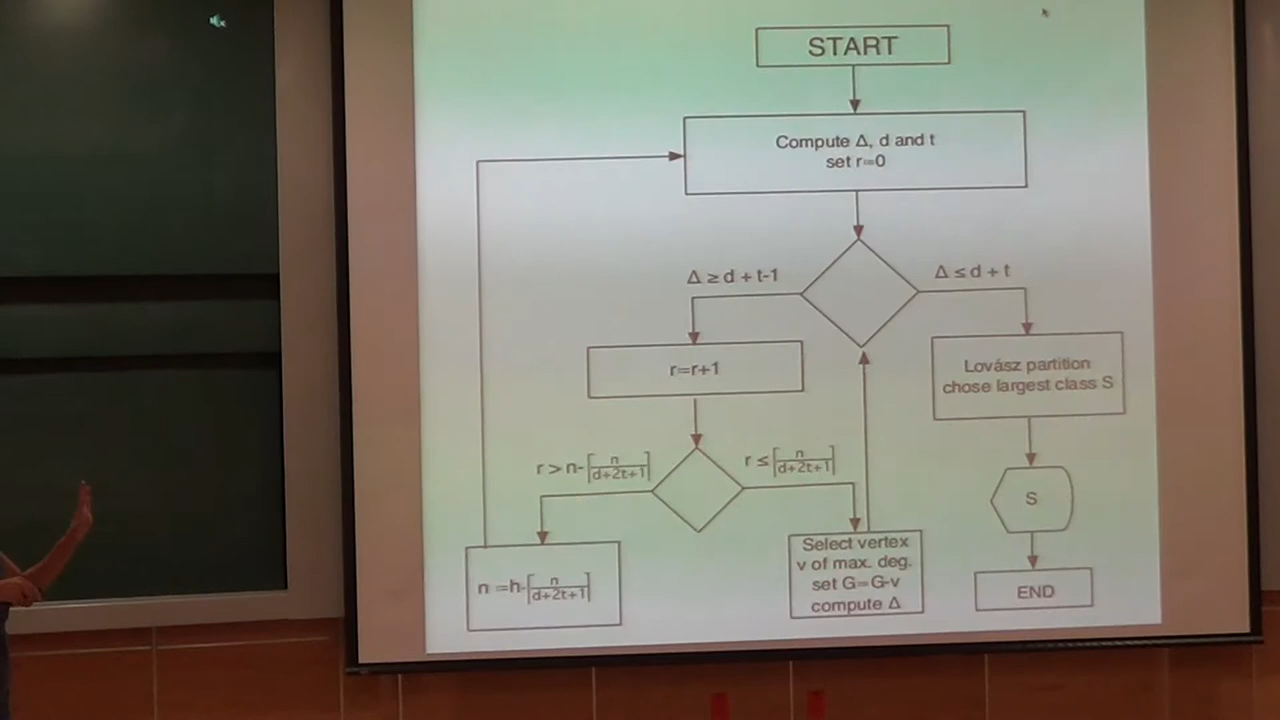 START
Compute Δ, d and t
set r=0
Δ ≥ d + t-1
Δ ≤ d + t
r=r+1
Lovász partition
chose largest class S
r > n-⌈n/(d+2t+1)⌉
r ≤ ⌈n/(d+2t+1)⌉
S
Select vertex
v of max. deg.
set G=G-v
compute Δ
n =h-⌈n/(d+2t+1)⌉
END